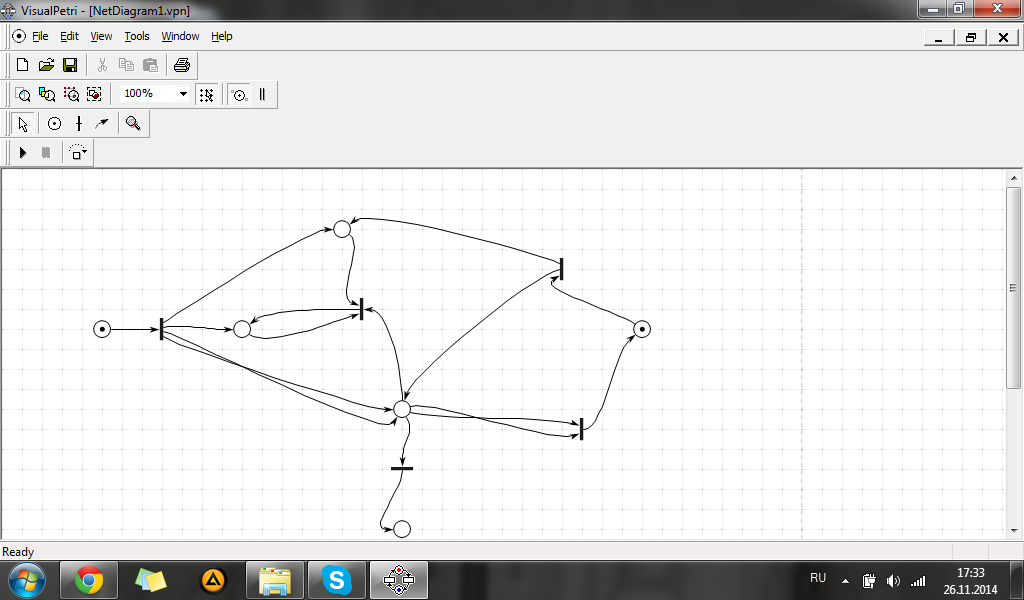 VisualPetri - [NetDiagram1.vpn]
File Edit View Tools Window Help
100%
Ready
RU
17:33
26.11.2014